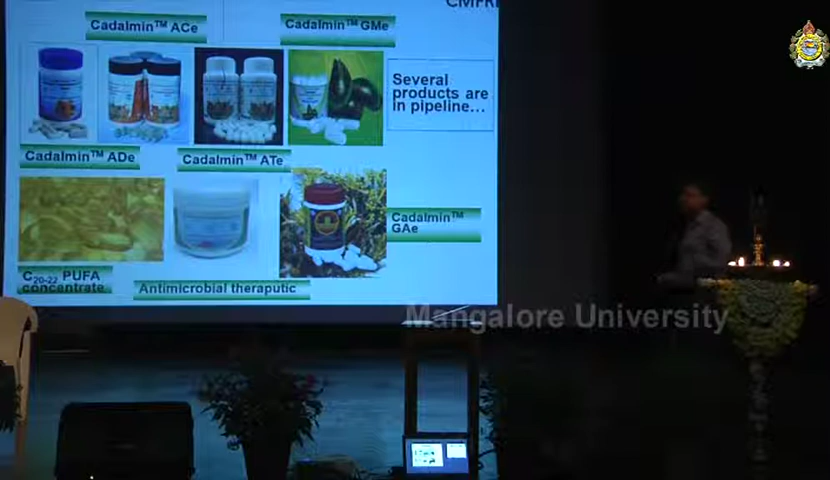 CMFRI
Cadalmin™ ACe
Cadalmin™ GMe
Several
products are
in pipeline...
Cadalmin™ ADe
Cadalmin™ ATe
Cadalmin™
GAe
C20-22 PUFA
concentrate
Antimicrobial theraputic
Mangalore University